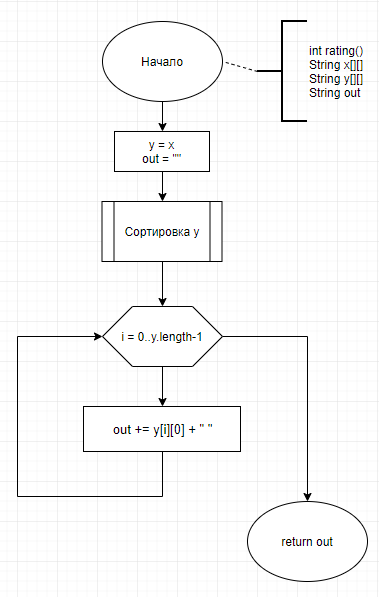 Начало
int rating()
String x[][]
String y[][]
String out
y = x
out = ""
Сортировка y
i = 0..y.length-1
out += y[i][0] + " "
return out